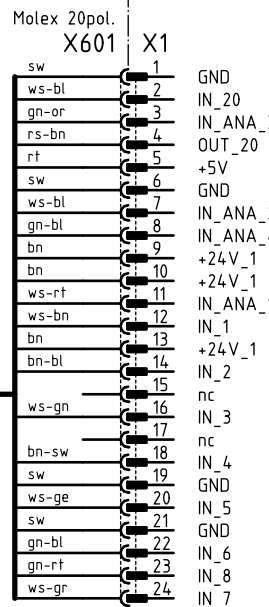 Molex 20pol.
X601 X1
sw 1 GND
ws-bl 2 IN_20
gn-or 3 IN_ANA_
rs-bn 4 OUT_20
rt 5 +5V
sw 6 GND
ws-bl 7 IN_ANA_
gn-bl 8 IN_ANA_
bn 9 +24V_1
bn 10 +24V_1
ws-rt 11 IN_ANA_
ws-bn 12 IN_1
bn 13 +24V_1
bn-bl 14 IN_2
15 nc
ws-gn 16 IN_3
17 nc
bn-sw 18 IN_4
sw 19 GND
ws-ge 20 IN_5
sw 21 GND
gn-bl 22 IN_6
gn-rt 23 IN_8
ws-gr 24 IN_7